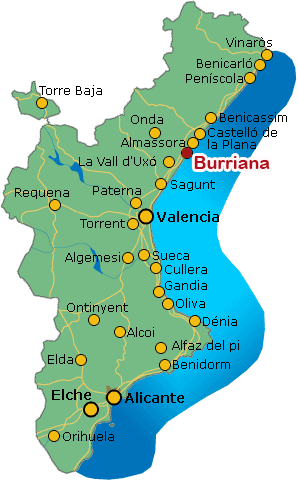 Vinaròs
Benicarló
Peníscola
Torre Baja
Benicassim
Onda
Castelló de
la Plana
Almassora
Burriana
La Vall d'Uxó
Sagunt
Requena
Paterna
Valencia
Torrent
Algemesi
Sueca
Cullera
Gandia
Oliva
Ontinyent
Dénia
Alcoi
Alfaz del pi
Elda
Benidorm
Elche
Alicante
Orihuela